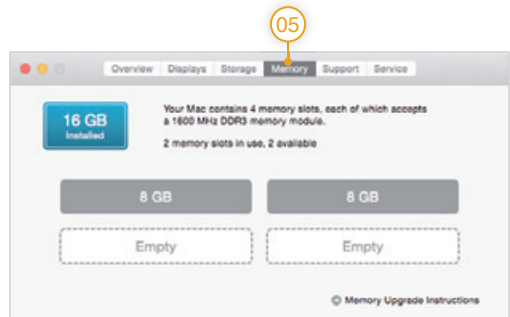 05
Overview Displays Storage Memory Support Service
16 GB
Installed
Your Mac contains 4 memory slots, each of which accepts
a 1600 MHz DDR3 memory module.
2 memory slots in use, 2 available
8 GB 8 GB
Empty Empty
Memory Upgrade Instructions